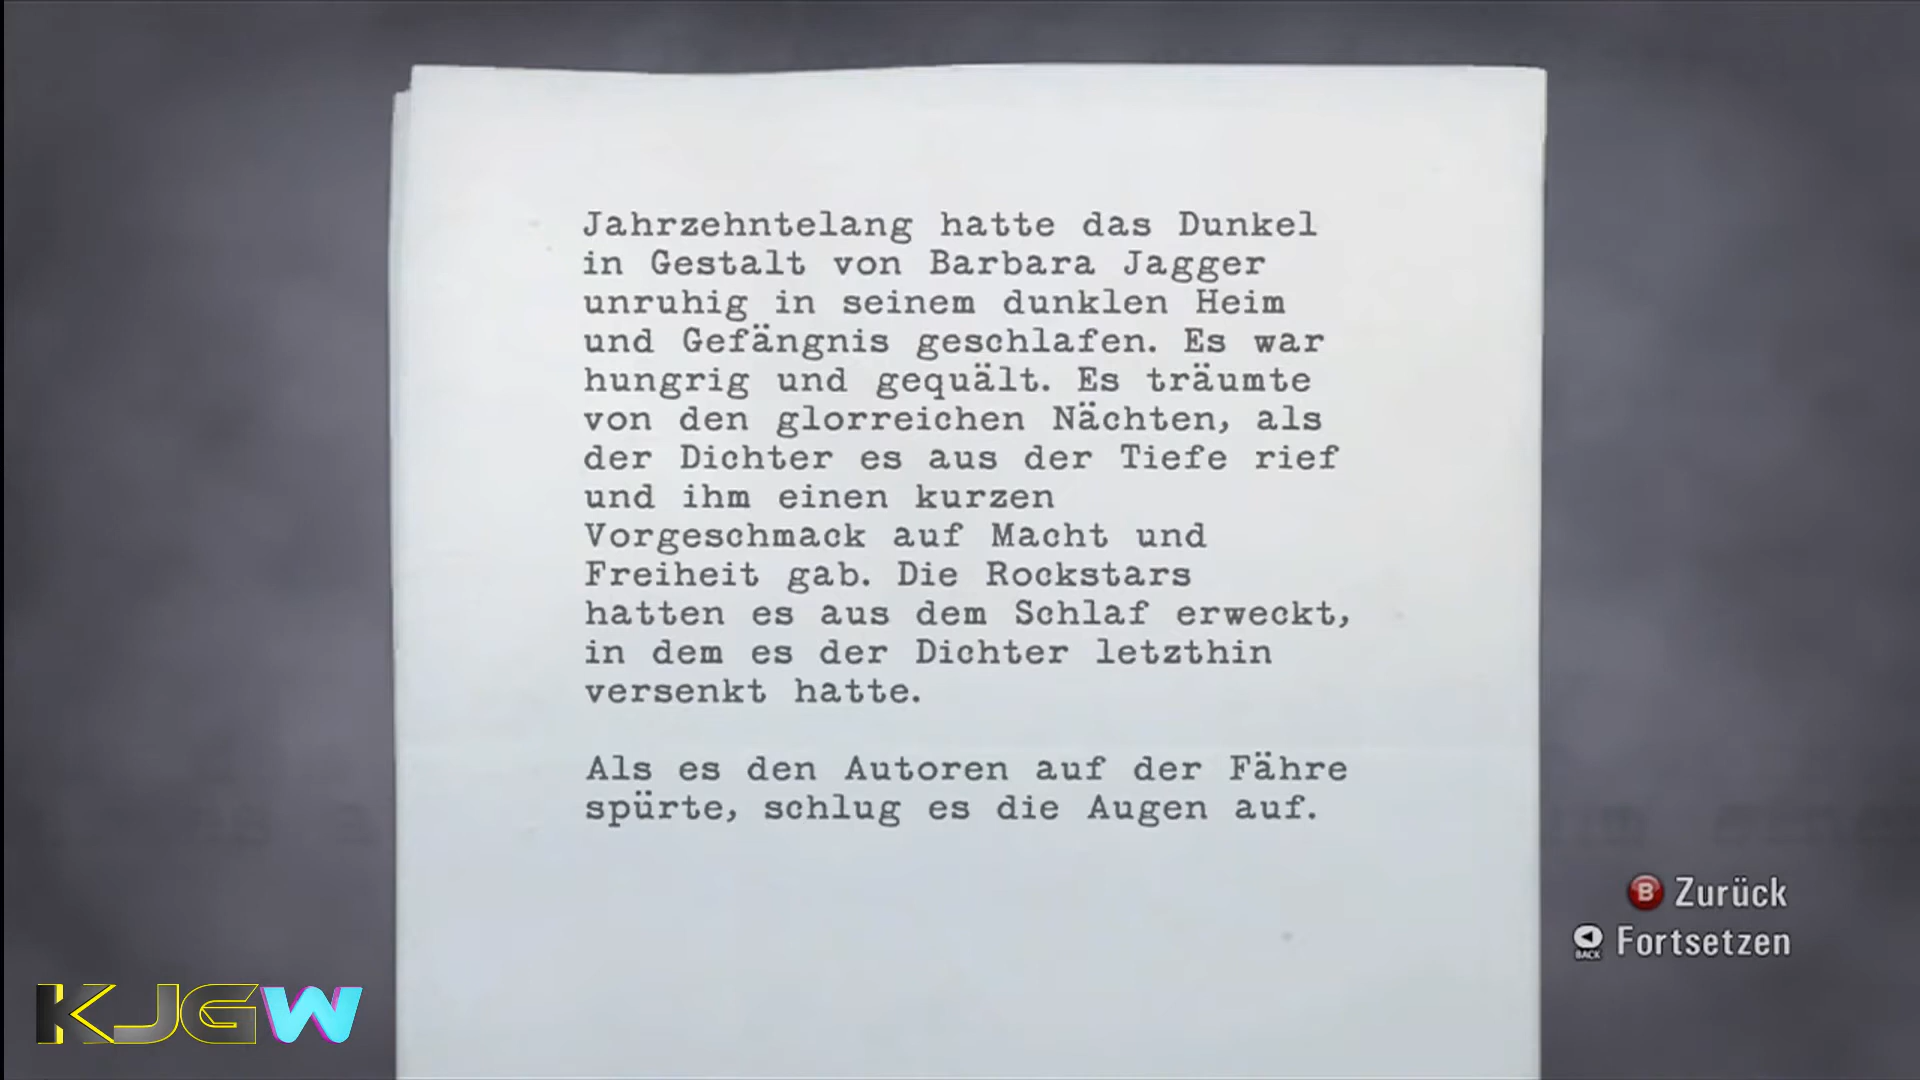 Jahrzehntelang hatte das Dunkel
in Gestalt von Barbara Jagger
unruhig in seinem dunklen Heim
und Gefängnis geschlafen. Es war
hungrig und gequält. Es träumte
von den glorreichen Nächten, als
der Dichter es aus der Tiefe rief
und ihm einen kurzen
Vorgeschmack auf Macht und
Freiheit gab. Die Rockstars
hatten es aus dem Schlaf erweckt,
in dem es der Dichter letzthin
versenkt hatte.

Als es den Autoren auf der Fähre
spürte, schlug es die Augen auf.
B Zurück
BACK Fortsetzen
KJGW